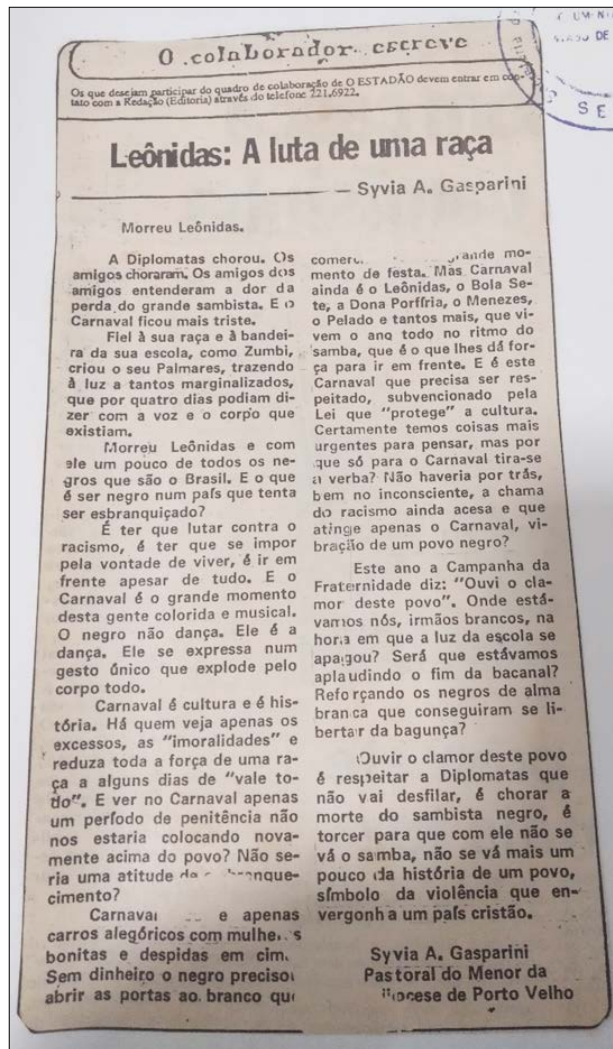 O colaborador escreve
Os que desejam participar do quadro de colaboração de O ESTADÃO devem entrar em con-
tato com a Redação (Editoria) através do telefone 221,6922.
Leônidas: A luta de uma raça
— Syvia A. Gasparini
Morreu Leônidas.
A Diplomatas chorou. Os
amigos choraram. Os amigos dos
amigos entenderam a dor da
perda do grande sambista. E o
Carnaval ficou mais triste.
Fiel à sua raça e à bandei-
ra da sua escola, como Zumbi,
criou o seu Palmares, trazendo
à luz a tantos marginalizados,
que por quatro dias podiam di-
zer com a voz e o corpo que
existiam.
Morreu Leônidas e com
ele um pouco de todos os ne-
gros que são o Brasil. E o que
é ser negro num país que tenta
ser esbranquiçado?
É ter que lutar contra o
racismo, é ter que se impor
pela vontade de viver, é ir em
frente apesar de tudo. E o
Carnaval é o grande momento
desta gente colorida e musical.
O negro não dança. Ele é a
dança. Ele se expressa num
gesto único que explode pelo
corpo todo.
Carnaval é cultura e é his-
tória. Há quem veja apenas os
excessos, as "imoralidades" e
reduza toda a força de uma ra-
ça a alguns dias de "vale to-
do". E ver no Carnaval apenas
um período de penitência não
nos estaria colocando nova-
mente acima do povo? Não se-
ria uma atitude
cimento?
Carnaval e apenas
carros alegóricos com
bonitas e despidas em
Sem dinheiro o negro
abrir as portas ao branco
mo-
mento de festa. Mas Carnaval
ainda é o Leônidas, o Bola Se-
te, a Dona Porfíria, o Menezes,
o Pelado e tantos mais, que vi-
vem o ano todo no ritmo do
samba, que é o que lhes dá for-
ça para ir em frente. E é este
Carnaval que precisa ser res-
peitado, subvencionado pela
Lei que "protege" a cultura.
Certamente temos coisas mais
urgentes para pensar, mas por
que só para o Carnaval tira-se
a verba? Não haveria por trás,
bem no inconsciente, a chama
do racismo ainda acesa e que
atinge apenas o Carnaval, vi-
bração de um povo negro?
Este ano a Campanha da
Fraternidade diz: "Ouvi o cla-
mor deste povo". Onde está-
vamos nós, irmãos brancos, na
hora em que a luz da escola se
apagou? Será que estávamos
aplaudindo o fim da bacanal?
Reforçando os negros de alma
branca que conseguiram se li-
bertar da bagunça?
Ouvir o clamor deste povo
é respeitar a Diplomatas que
não vai desfilar, é chorar a
morte do sambista negro, é
torcer para que com ele não se
vá o samba, não se vá mais um
pouco da história de um povo,
símbolo da violência que en-
vergonha um país cristão.
Syvia A. Gasparini
Pastoral do Menor da
de Porto Velho